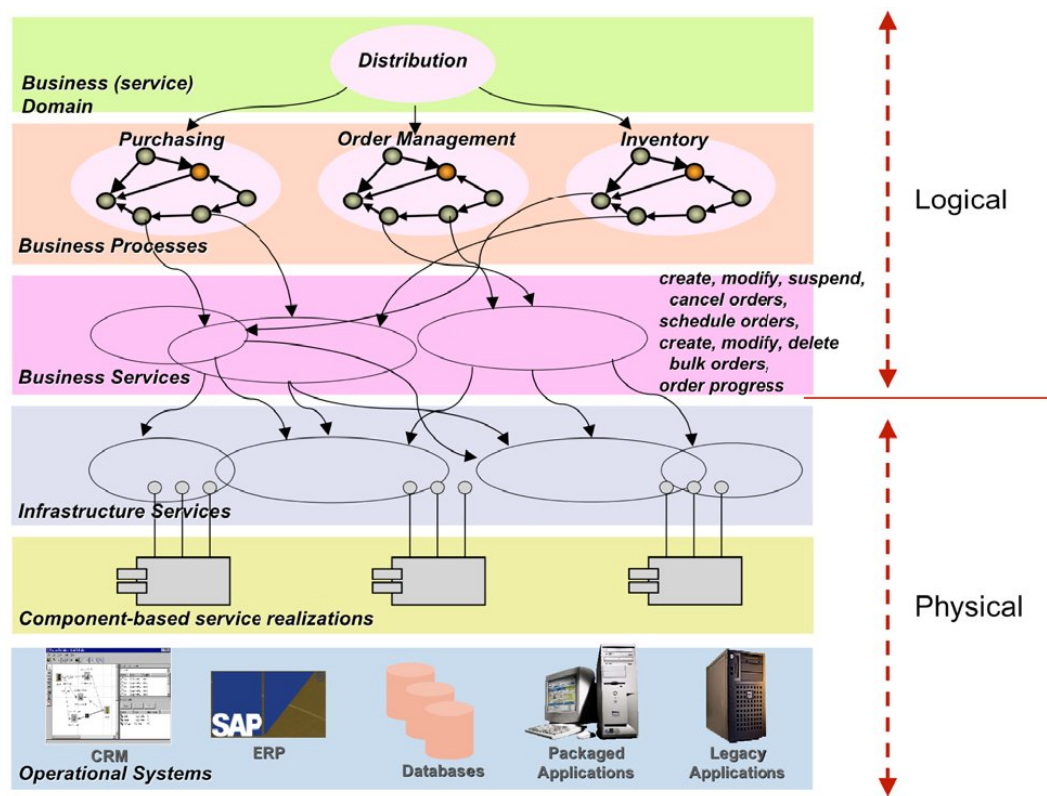 Distribution
Business (service)
Domain
Purchasing
Order Management
Inventory
Business Processes
create, modify, suspend,
cancel orders,
schedule orders,
create, modify, delete
bulk orders,
order progress
Business Services
Logical
Infrastructure Services
Component-based service realizations
Physical
SAP
CRM
ERP
Databases
Packaged
Applications
Legacy
Applications
Operational Systems